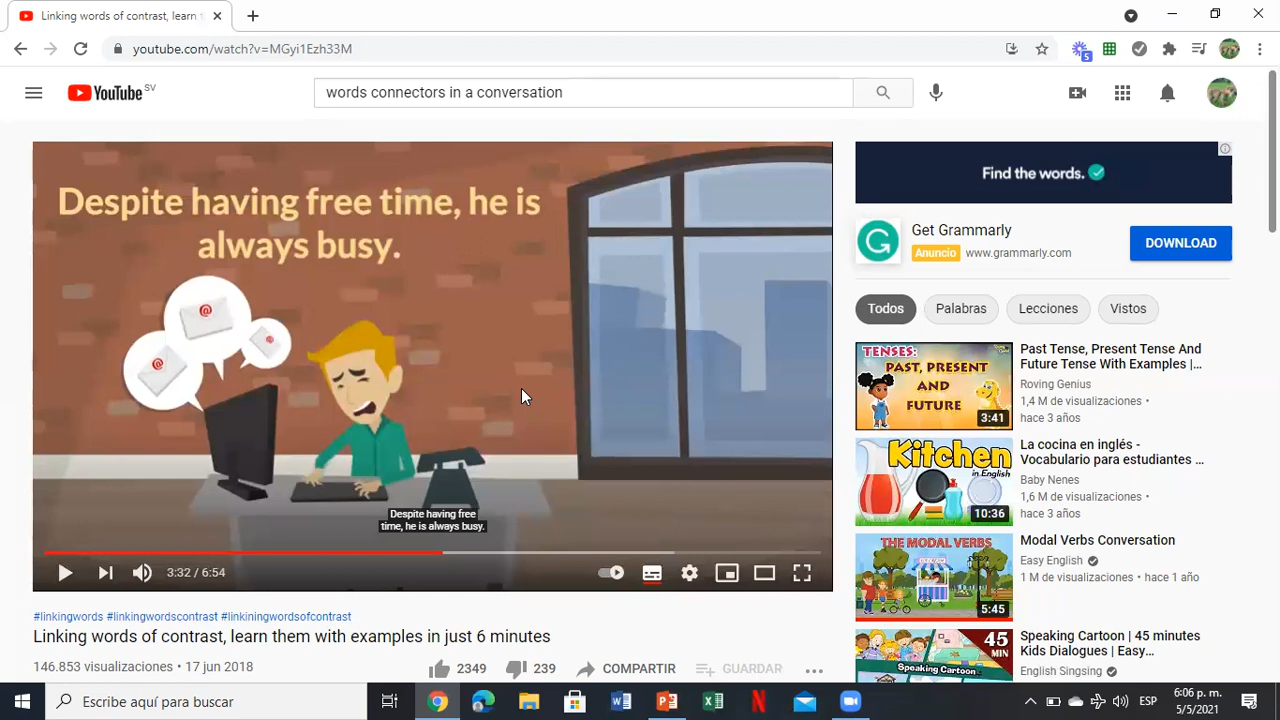 Linking words of contrast, learn t
youtube.com/watch?v=MGyi1Ezh33M
5
YouTube SV
words connectors in a conversation
Despite having free time, he is
always busy.
Despite having free
time, he is always busy.
3:32 / 6:54
#linkingwords #linkingwordscontrast #linkiningwordsofcontrast
Linking words of contrast, learn them with examples in just 6 minutes
146.853 visualizaciones • 17 jun 2018
2349
239
COMPARTIR
GUARDAR
Find the words.
Get Grammarly
Anuncio www.grammarly.com
DOWNLOAD
Todos
Palabras
Lecciones
Vistos
TENSES:
PAST, PRESENT
AND
FUTURE
3:41
Past Tense, Present Tense And
Future Tense With Examples |...
Roving Genius
1,4 M de visualizaciones •
hace 3 años
Kitchen
in English
10:36
La cocina en inglés -
Vocabulario para estudiantes ...
Baby Nenes
1,6 M de visualizaciones •
hace 3 años
THE MODAL VERBS
5:45
Modal Verbs Conversation
Easy English
1 M de visualizaciones • hace 1 año
45
MIN
Speaking Cartoon
Speaking Cartoon | 45 minutes
Kids Dialogues | Easy...
English Singsing
Escribe aquí para buscar
ESP
6:06 p. m.
5/5/2021